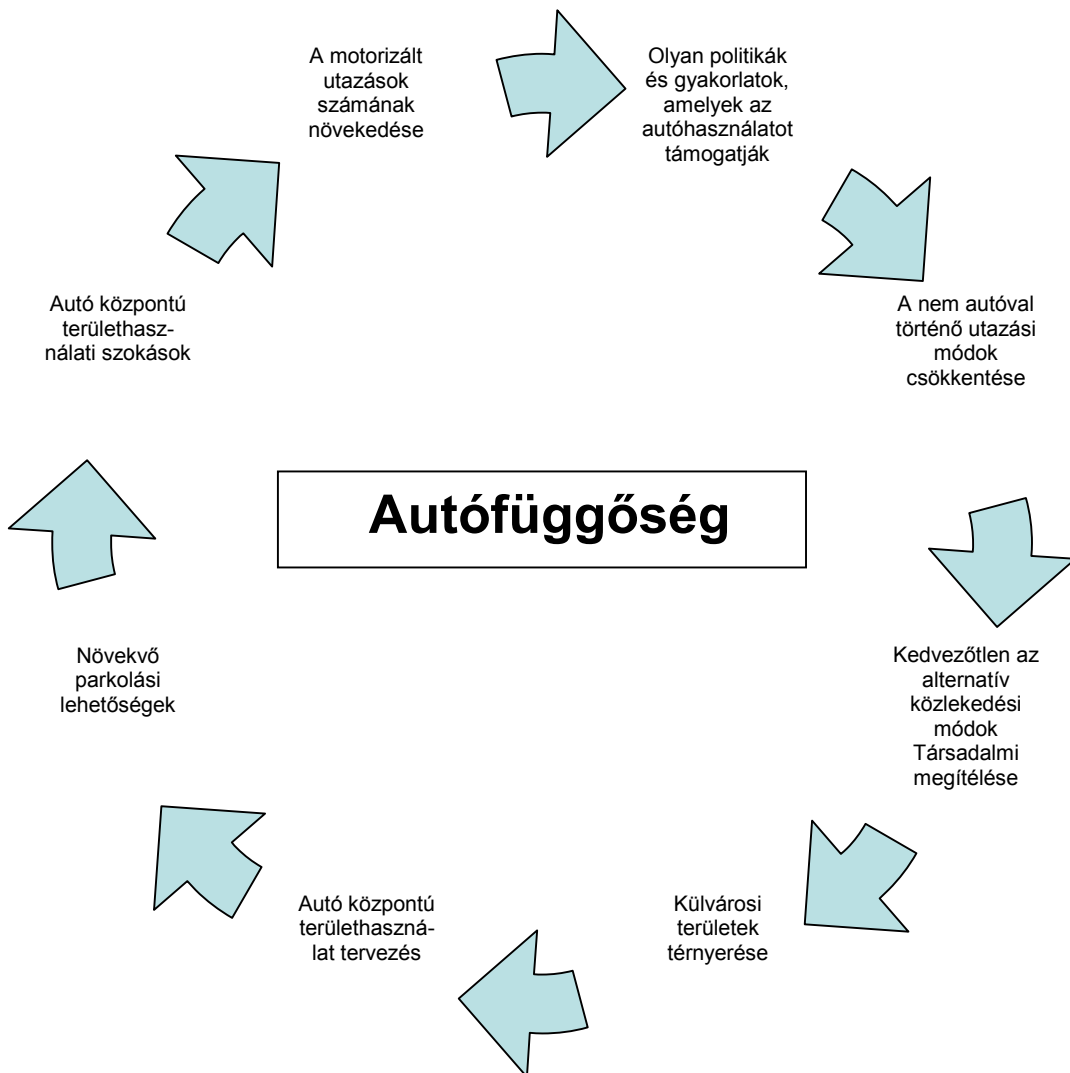 A motorizált
utazások
számának
növekedése
Olyan politikák
és gyakorlatok,
amelyek az
autóhasználatot
támogatják
A nem autóval
történő utazási
módok
csökkentése
Kedvezőtlen az
alternatív
közlekedési
módok
Társadalmi
megítélése
Külvárosi
területek
térnyerése
Autó központú
területhaszná-
lat tervezés
Növekvő
parkolási
lehetőségek
Autó központú
területhasz-
nálati szokások
Autófüggőség